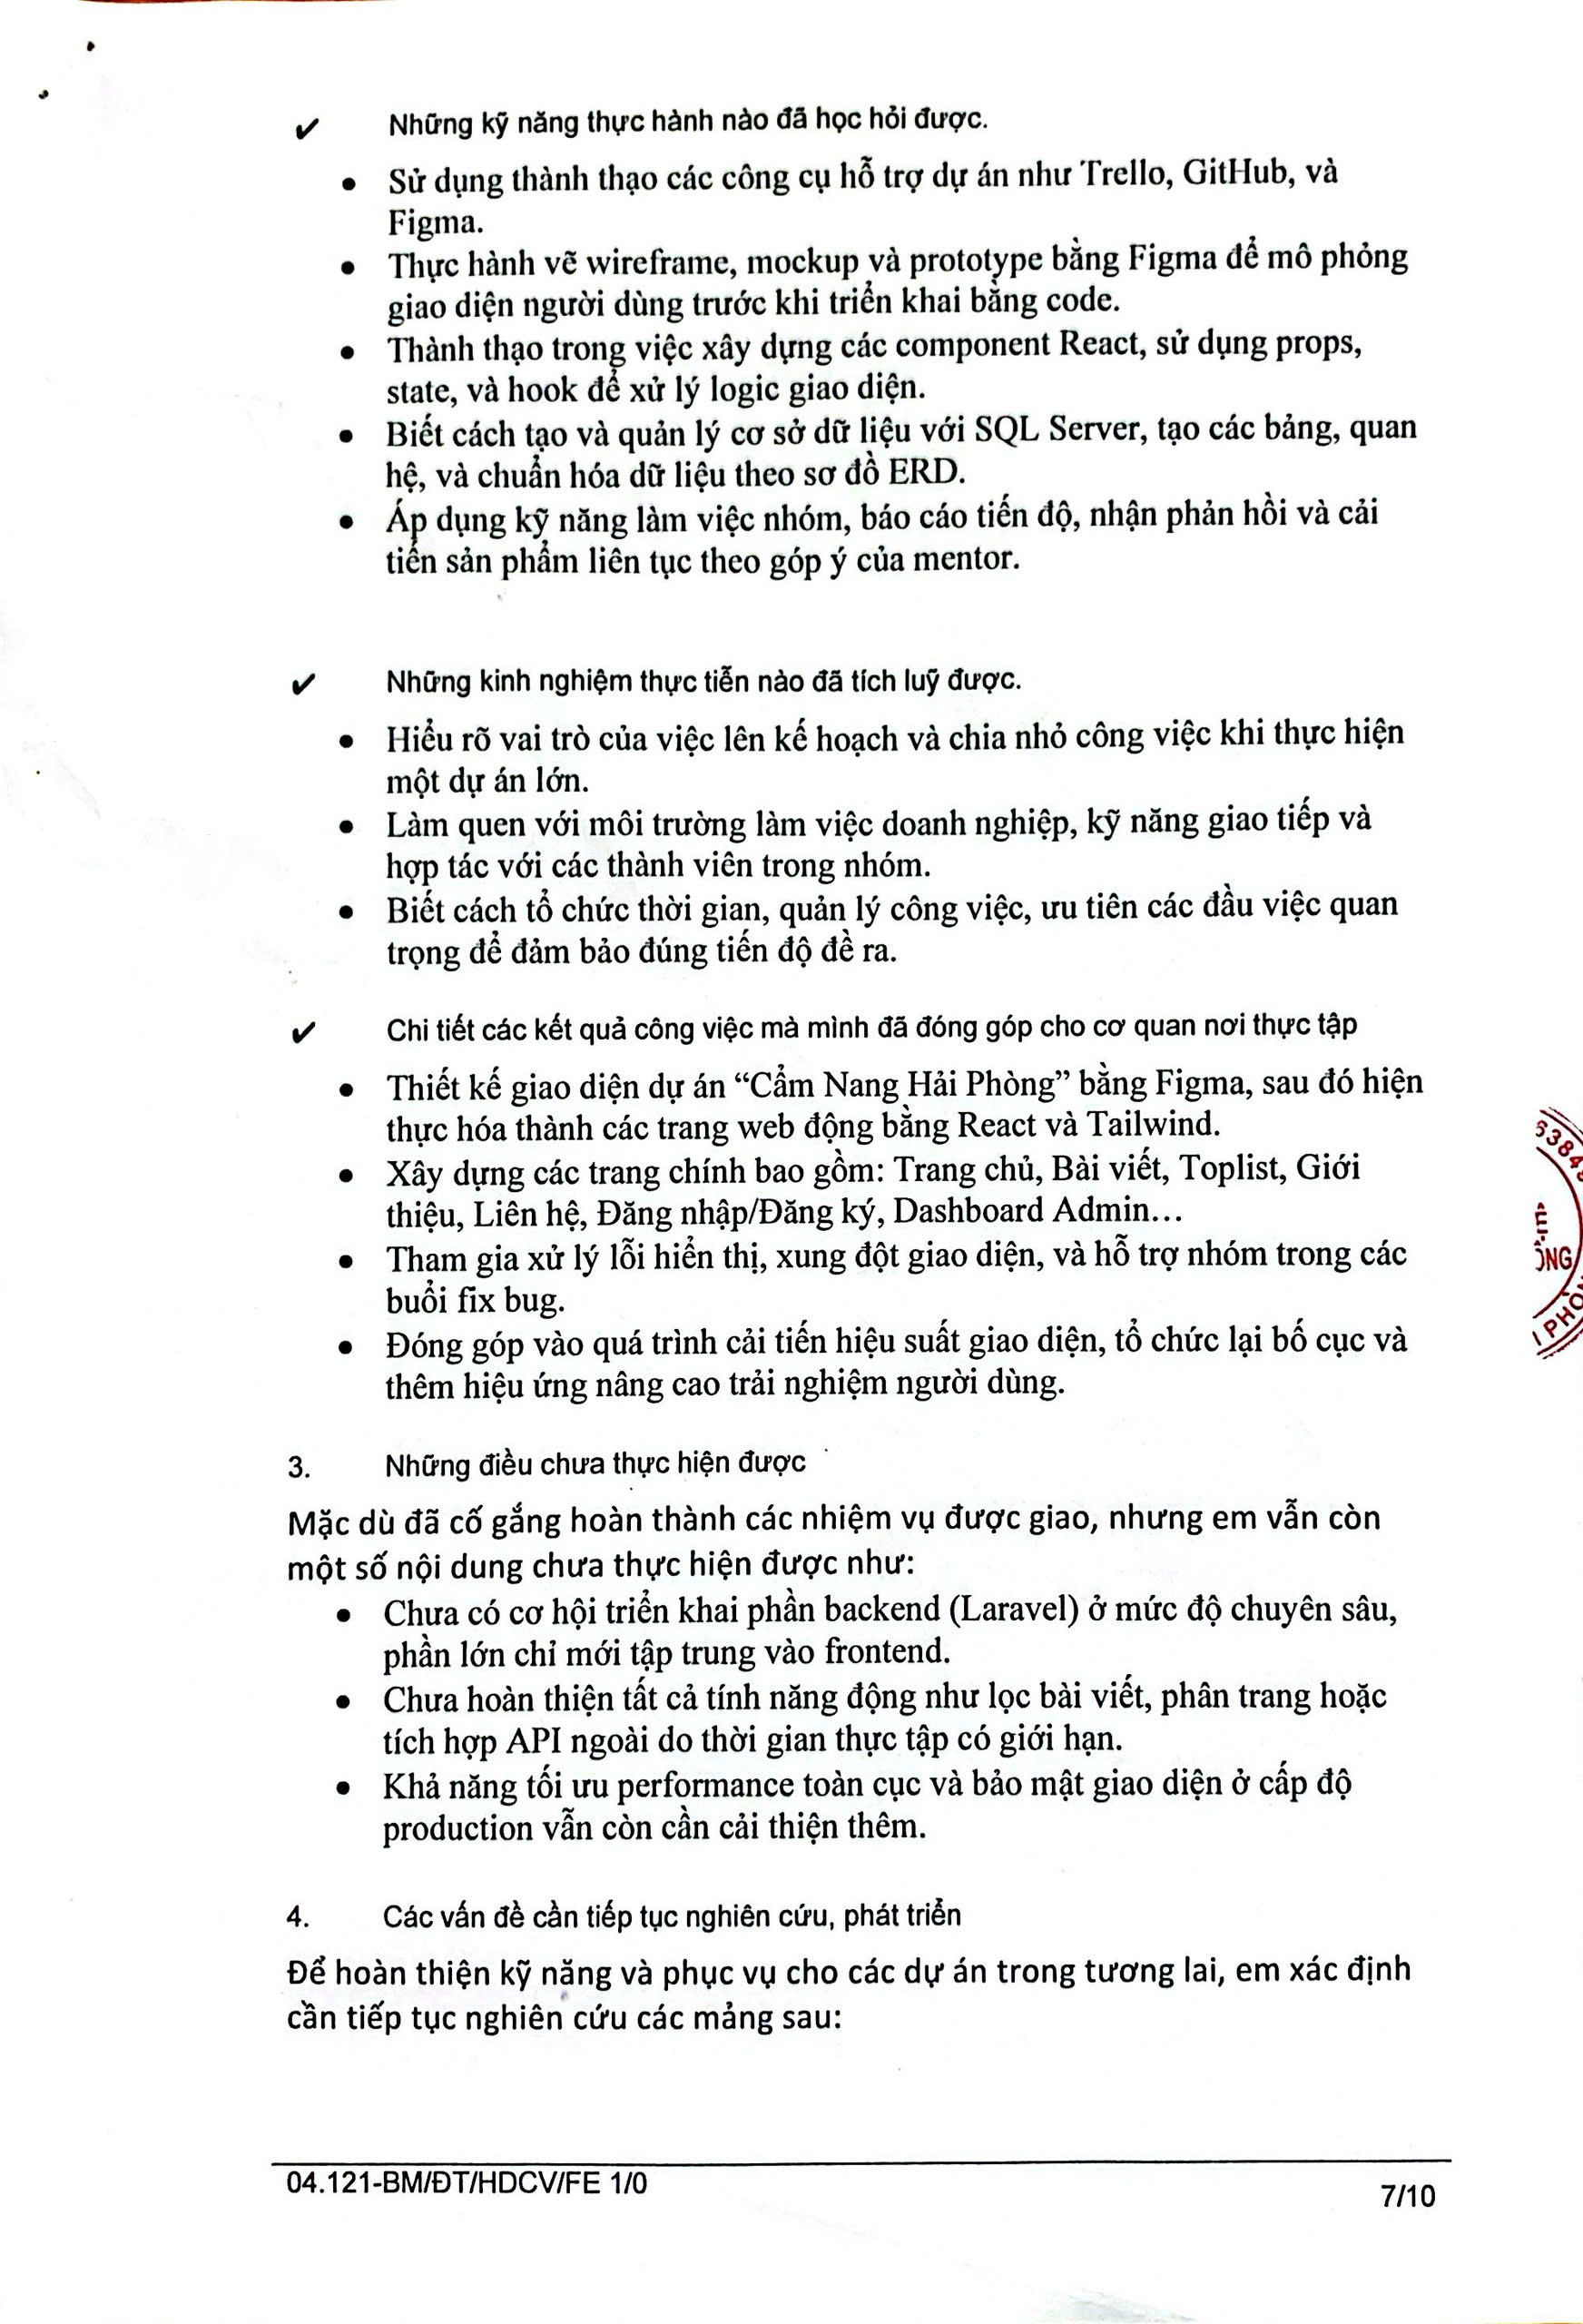 ✔ Những kỹ năng thực hành nào đã học hỏi được.
• Sử dụng thành thạo các công cụ hỗ trợ dự án như Trello, GitHub, và
Figma.
• Thực hành vẽ wireframe, mockup và prototype bằng Figma để mô phỏng
giao diện người dùng trước khi triển khai bằng code.
• Thành thạo trong việc xây dựng các component React, sử dụng props,
state, và hook để xử lý logic giao diện.
• Biết cách tạo và quản lý cơ sở dữ liệu với SQL Server, tạo các bảng, quan
hệ, và chuẩn hóa dữ liệu theo sơ đồ ERD.
• Áp dụng kỹ năng làm việc nhóm, báo cáo tiến độ, nhận phản hồi và cải
tiến sản phẩm liên tục theo góp ý của mentor.
✔ Những kinh nghiệm thực tiễn nào đã tích luỹ được.
• Hiểu rõ vai trò của việc lên kế hoạch và chia nhỏ công việc khi thực hiện
một dự án lớn.
• Làm quen với môi trường làm việc doanh nghiệp, kỹ năng giao tiếp và
hợp tác với các thành viên trong nhóm.
• Biết cách tổ chức thời gian, quản lý công việc, ưu tiên các đầu việc quan
trọng để đảm bảo đúng tiến độ đề ra.
✔ Chi tiết các kết quả công việc mà mình đã đóng góp cho cơ quan nơi thực tập
• Thiết kế giao diện dự án “Cẩm Nang Hải Phòng” bằng Figma, sau đó hiện
thực hóa thành các trang web động bằng React và Tailwind.
• Xây dựng các trang chính bao gồm: Trang chủ, Bài viết, Toplist, Giới
thiệu, Liên hệ, Đăng nhập/Đăng ký, Dashboard Admin…
• Tham gia xử lý lỗi hiển thị, xung đột giao diện, và hỗ trợ nhóm trong các
buổi fix bug.
• Đóng góp vào quá trình cải tiến hiệu suất giao diện, tổ chức lại bố cục và
thêm hiệu ứng nâng cao trải nghiệm người dùng.
3. Những điều chưa thực hiện được
Mặc dù đã cố gắng hoàn thành các nhiệm vụ được giao, nhưng em vẫn còn
một số nội dung chưa thực hiện được như:
• Chưa có cơ hội triển khai phần backend (Laravel) ở mức độ chuyên sâu,
phần lớn chỉ mới tập trung vào frontend.
• Chưa hoàn thiện tất cả tính năng động như lọc bài viết, phân trang hoặc
tích hợp API ngoài do thời gian thực tập có giới hạn.
• Khả năng tối ưu performance toàn cục và bảo mật giao diện ở cấp độ
production vẫn còn cần cải thiện thêm.
4. Các vấn đề cần tiếp tục nghiên cứu, phát triển
Để hoàn thiện kỹ năng và phục vụ cho các dự án trong tương lai, em xác định
cần tiếp tục nghiên cứu các mảng sau:
04.121-BM/ĐT/HDCV/FE 1/0
7/10